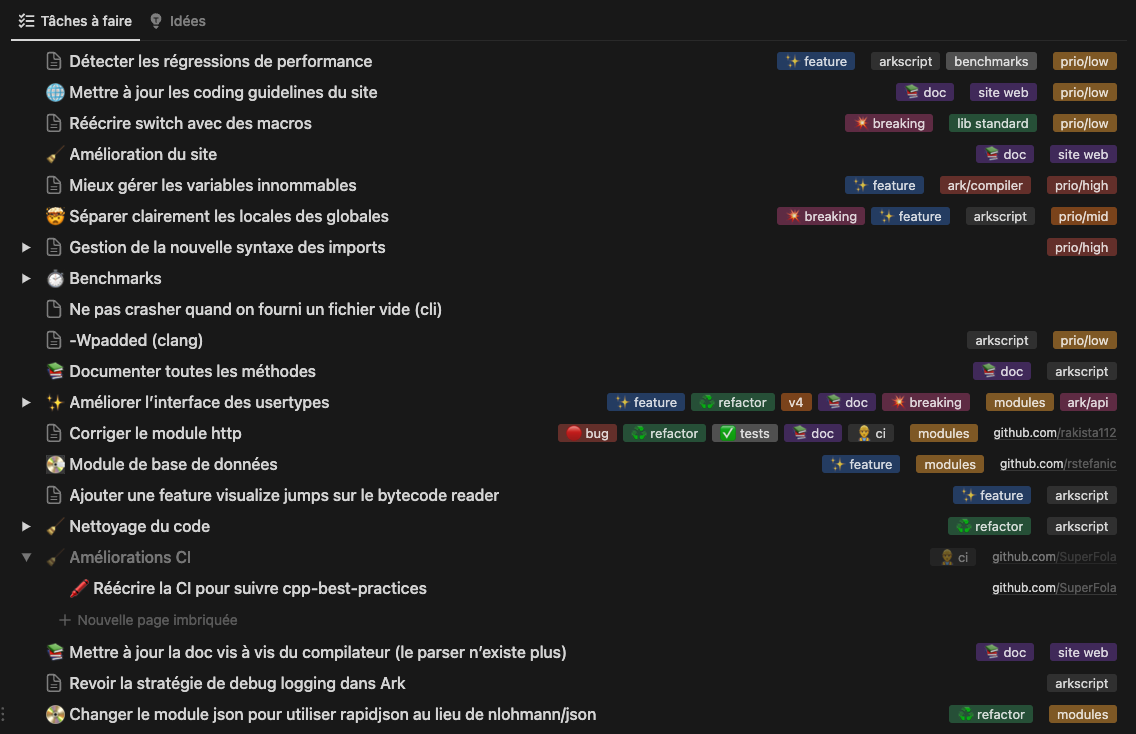 Tâches à faire Idées
Détecter les régressions de performance feature arkscript benchmarks prio/low
Mettre à jour les coding guidelines du site doc site web prio/low
Réécrire switch avec des macros breaking lib standard prio/low
Amélioration du site doc site web
Mieux gérer les variables innommables feature ark/compiler prio/high
Séparer clairement les locales des globales breaking feature arkscript prio/mid
Gestion de la nouvelle syntaxe des imports prio/high
Benchmarks
Ne pas crasher quand on fourni un fichier vide (cli)
-Wpadded (clang) arkscript prio/low
Documenter toutes les méthodes doc arkscript
Améliorer l’interface des usertypes feature refactor v4 doc breaking modules ark/api
Corriger le module http bug refactor tests doc ci modules github.com/rakista112
Module de base de données feature modules github.com/rstefanic
Ajouter une feature visualize jumps sur le bytecode reader feature arkscript
Nettoyage du code refactor arkscript
Améliorations CI ci github.com/SuperFola
Réécrire la CI pour suivre cpp-best-practices github.com/SuperFola
+ Nouvelle page imbriquée
Mettre à jour la doc vis à vis du compilateur (le parser n’existe plus) doc site web
Revoir la stratégie de debug logging dans Ark arkscript
Changer le module json pour utiliser rapidjson au lieu de nlohmann/json refactor modules